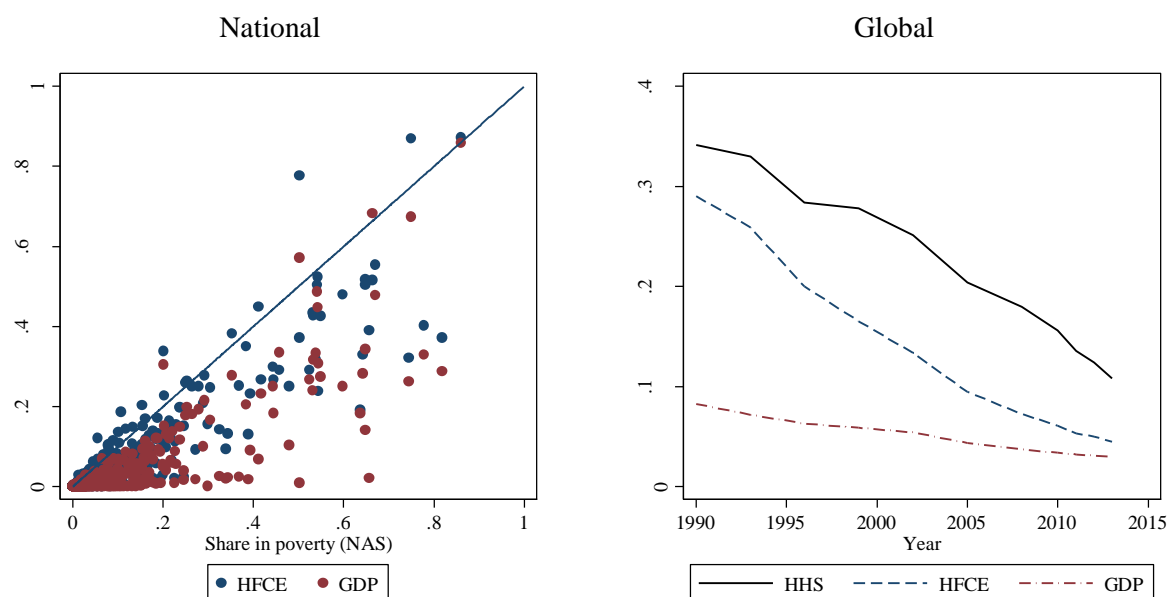 National
1
.8
.6
.4
.2
0
0 .2 .4 .6 .8 1
Share in poverty (NAS)
HFCE GDP
Global
.4
.3
.2
.1
0
1990 1995 2000 2005 2010 2015
Year
HHS HFCE GDP